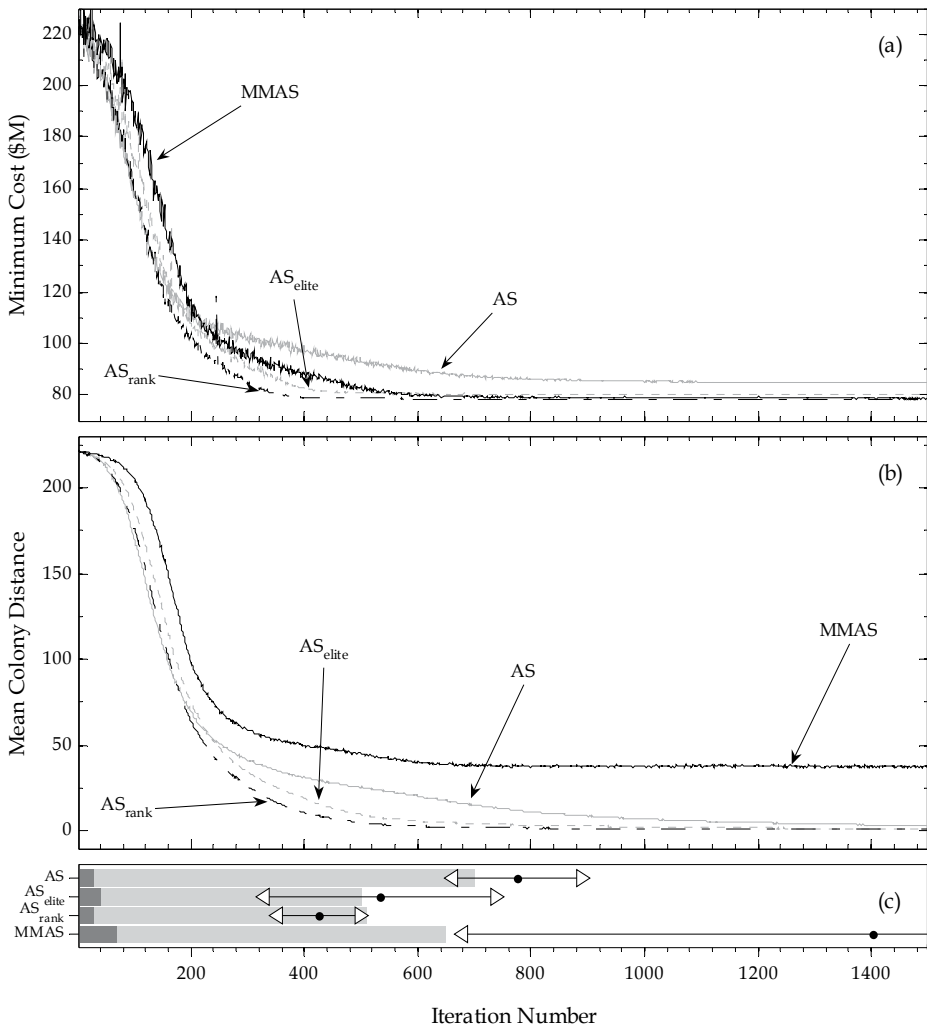 220
200
180
160
140
120
100
80
Minimum Cost ($M)
(a)
MMAS
AS elite
AS
AS rank
200
150
100
50
0
Mean Colony Distance
(b)
MMAS
AS elite
AS
AS rank
AS
AS elite
AS rank
MMAS
(c)
200 400 600 800 1000 1200 1400
Iteration Number